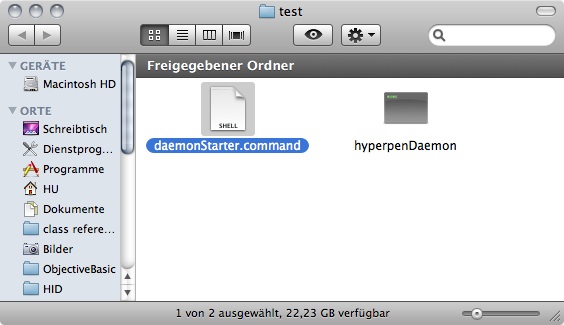 test
GERÄTE
Macintosh HD
ORTE
Schreibtisch
Dienstprog...
Programme
HU
Dokumente
class refere...
Bilder
ObjectiveBasic
HID
Freigegebener Ordner
SHELL
daemonStarter.command
hyperpenDaemon
1 von 2 ausgewählt, 22,23 GB verfügbar